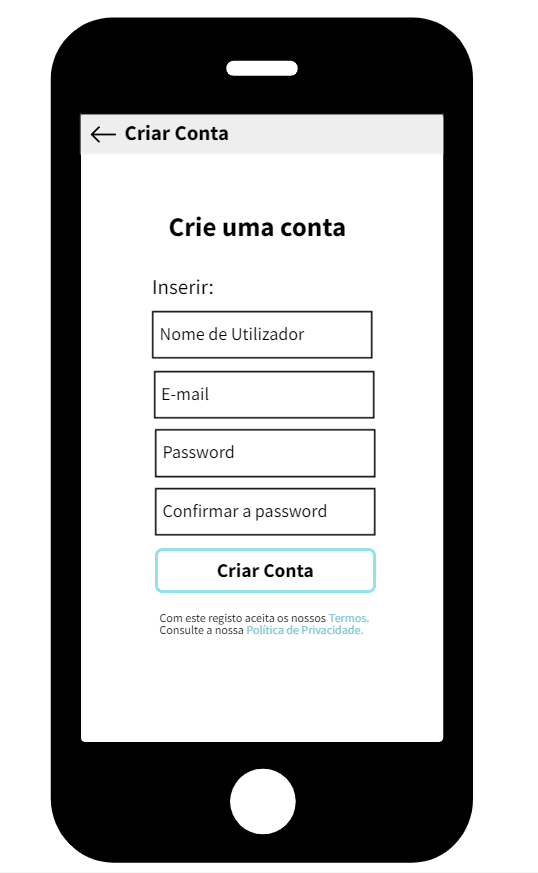 Criar Conta
Crie uma conta
Inserir:
Nome de Utilizador
E-mail
Password
Confirmar a password
Criar Conta
Com este registo aceita os nossos Termos.
Consulte a nossa Política de Privacidade.